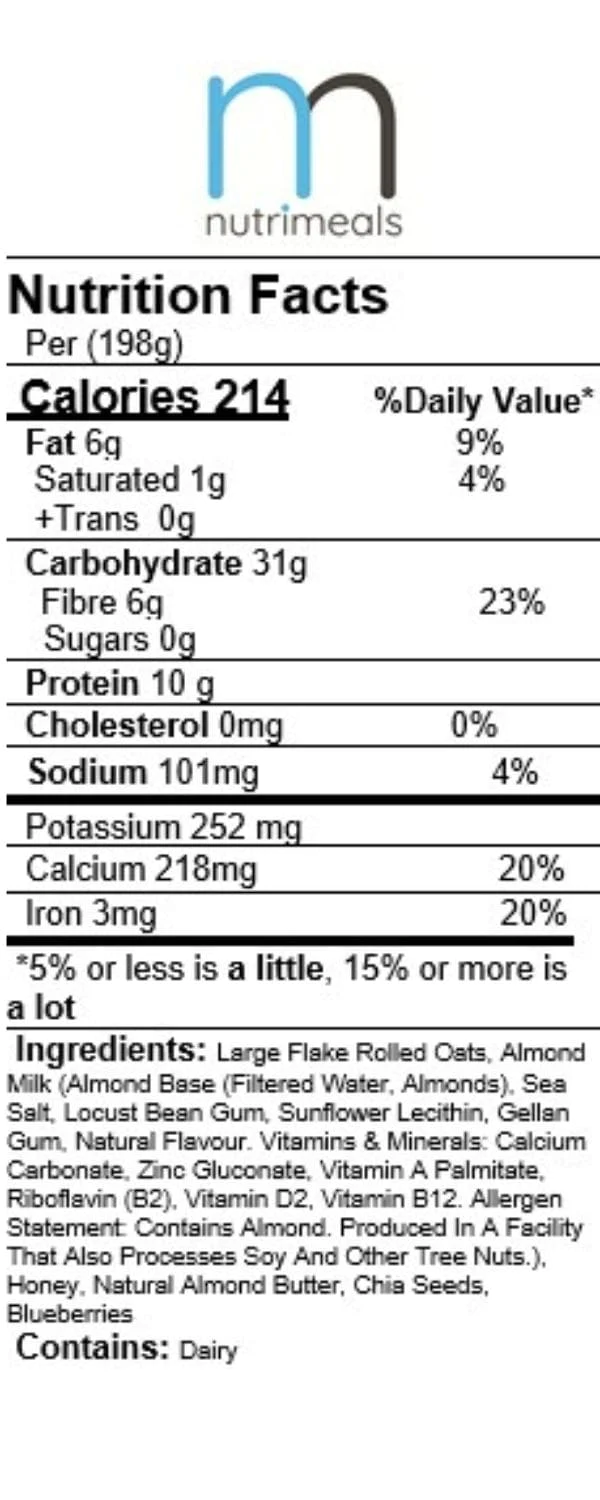 nutrimeals
Nutrition Facts
Per (198g)
Calories 214 %Daily Value*
Fat 6g 9%
Saturated 1g 4%
+Trans 0g
Carbohydrate 31g
Fibre 6g 23%
Sugars 0g
Protein 10 g
Cholesterol 0mg 0%
Sodium 101mg 4%
Potassium 252 mg
Calcium 218mg 20%
Iron 3mg 20%
*5% or less is a little, 15% or more is
a lot
Ingredients: Large Flake Rolled Oats, Almond
Milk (Almond Base (Filtered Water, Almonds), Sea
Salt, Locust Bean Gum, Sunflower Lecithin, Gellan
Gum, Natural Flavour. Vitamins & Minerals: Calcium
Carbonate, Zinc Gluconate, Vitamin A Palmitate,
Riboflavin (B2), Vitamin D2, Vitamin B12. Allergen
Statement: Contains Almond. Produced In A Facility
That Also Processes Soy And Other Tree Nuts.),
Honey, Natural Almond Butter, Chia Seeds,
Blueberries
Contains: Dairy